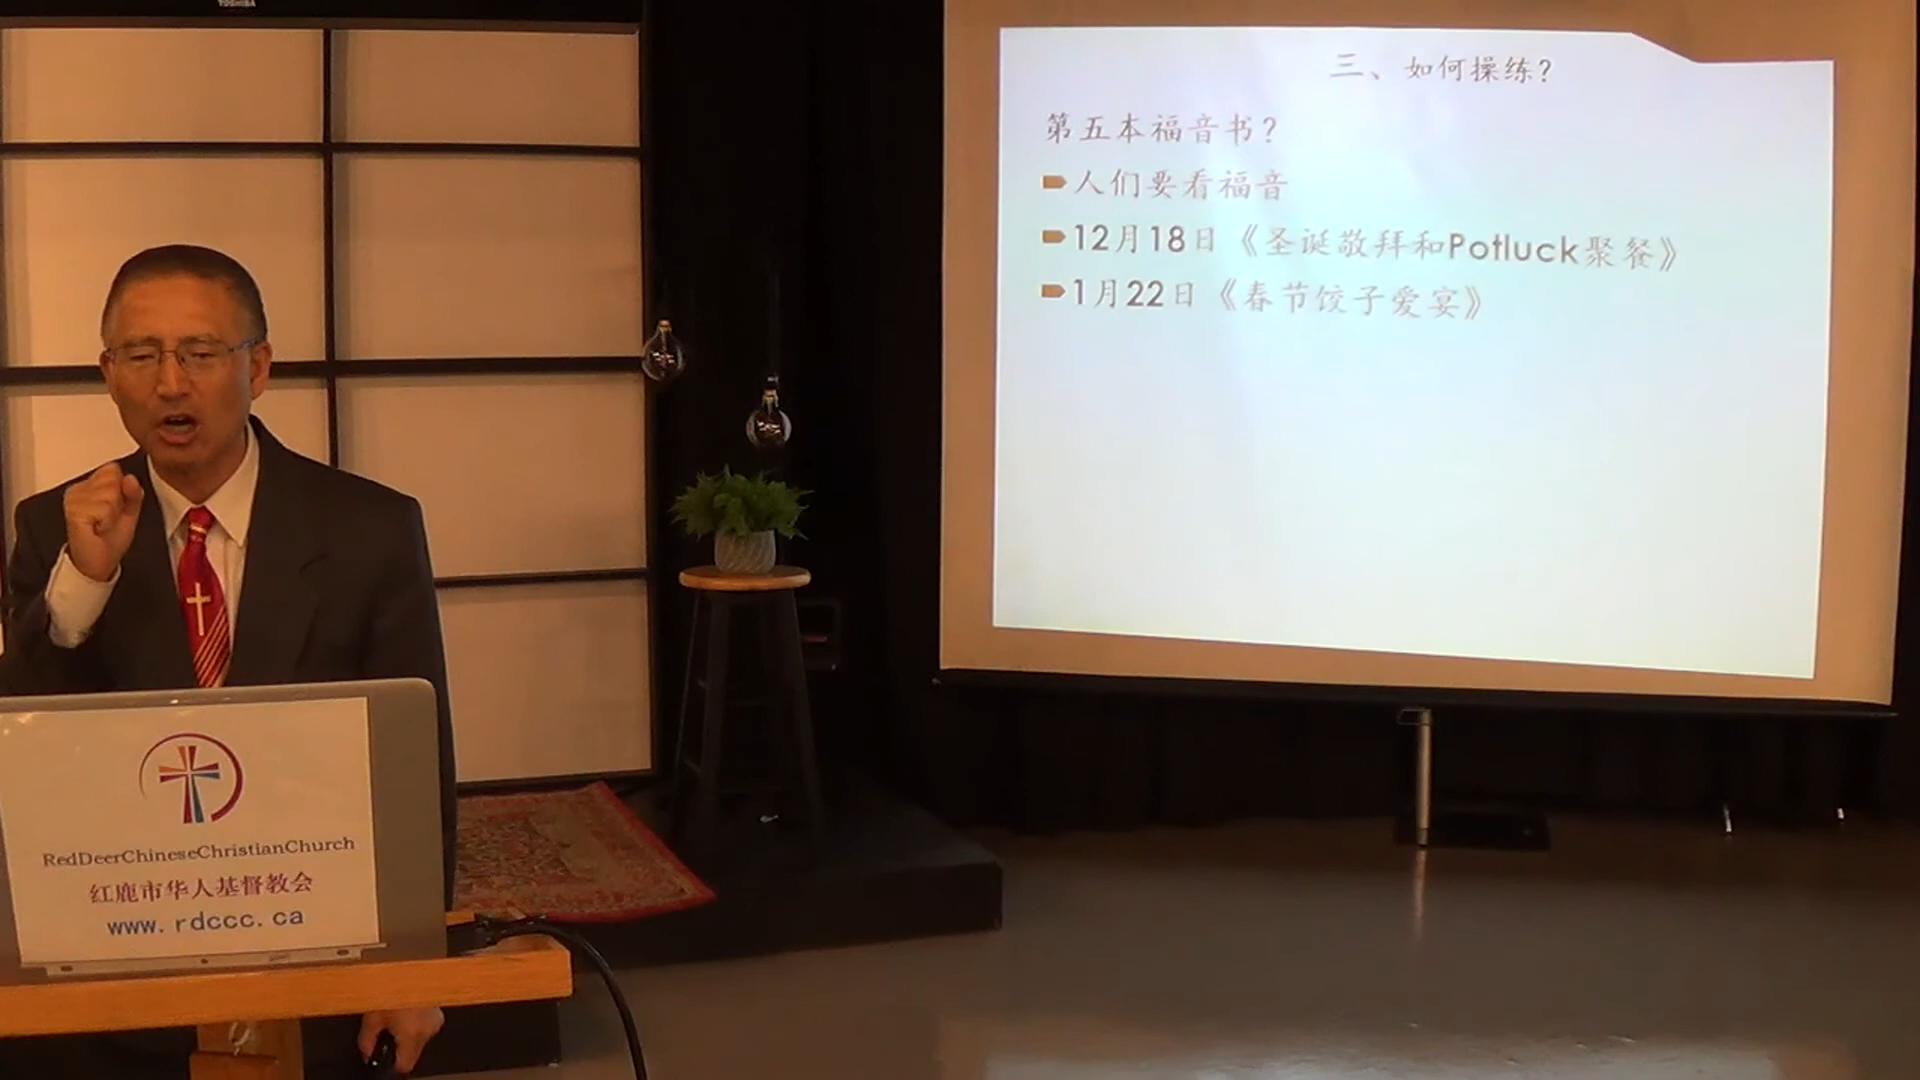 TOSHIBA
三、如何操练?
第五本福音书?
人们要看福音
12月18日《圣诞敬拜和Potluck聚餐》
1月22日《春节饺子爱宴》
RedDeerChineseChristianChurch
红鹿市华人基督教会
www.rdccc.ca